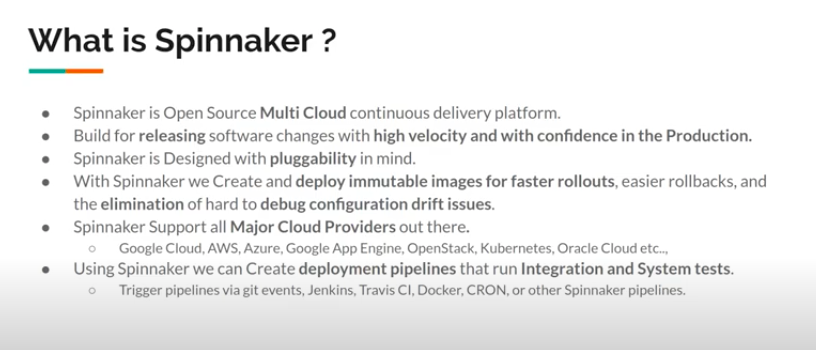 What is Spinnaker ?
● Spinnaker is Open Source Multi Cloud continuous delivery platform.
● Build for releasing software changes with high velocity and with confidence in the Production.
● Spinnaker is Designed with pluggability in mind.
● With Spinnaker we Create and deploy immutable images for faster rollouts, easier rollbacks, and
the elimination of hard to debug configuration drift issues.
● Spinnaker Support all Major Cloud Providers out there.
○ Google Cloud, AWS, Azure, Google App Engine, OpenStack, Kubernetes, Oracle Cloud etc..,
● Using Spinnaker we can Create deployment pipelines that run Integration and System tests.
○ Trigger pipelines via git events, Jenkins, Travis CI, Docker, CRON, or other Spinnaker pipelines.